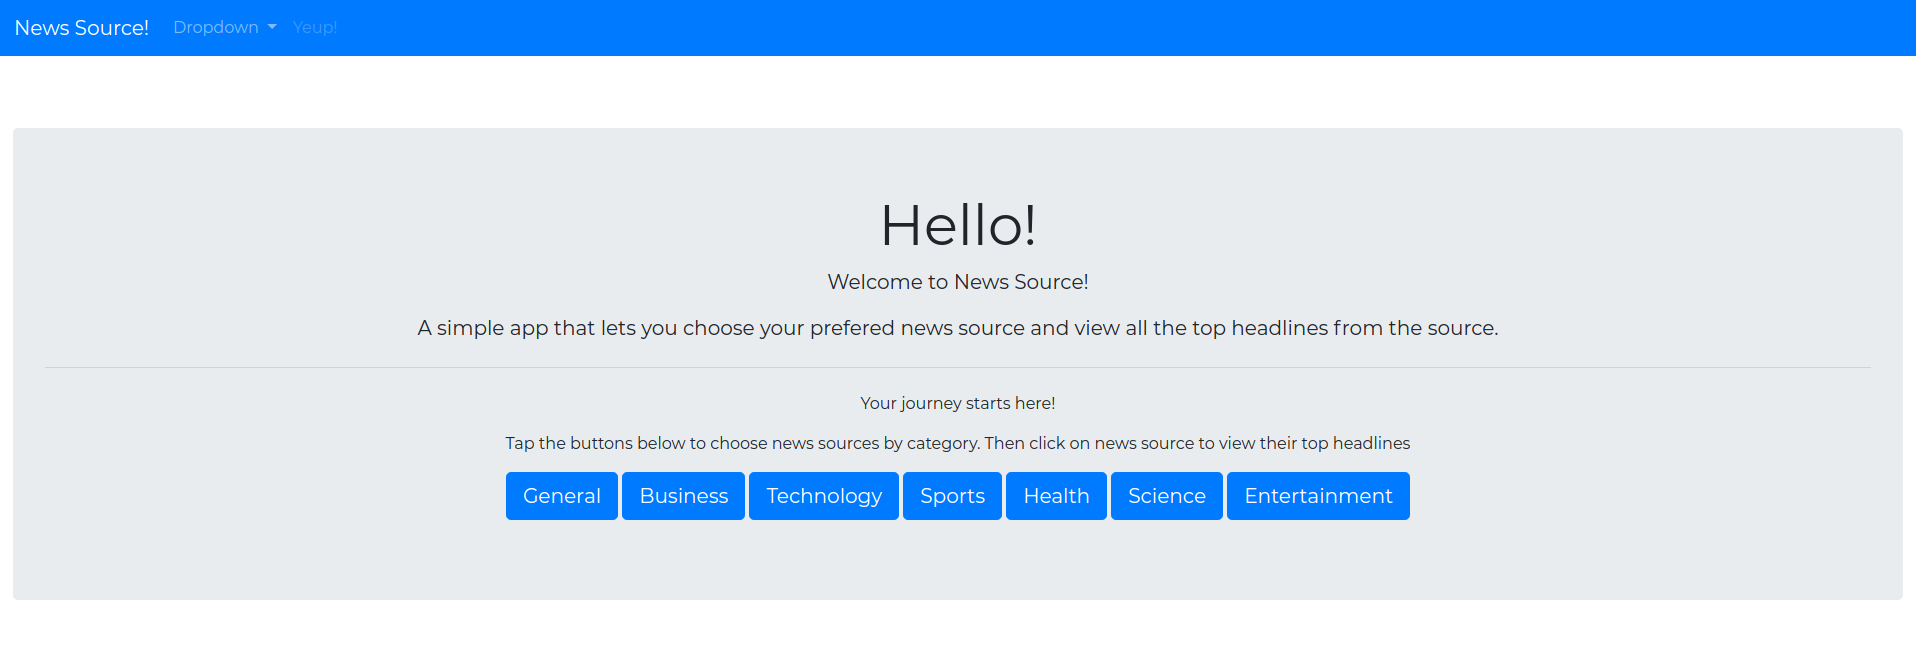 News Source! Dropdown Yeup!
Hello!
Welcome to News Source!
A simple app that lets you choose your prefered news source and view all the top headlines from the source.
Your journey starts here!
Tap the buttons below to choose news sources by category. Then click on news source to view their top headlines
General Business Technology Sports Health Science Entertainment